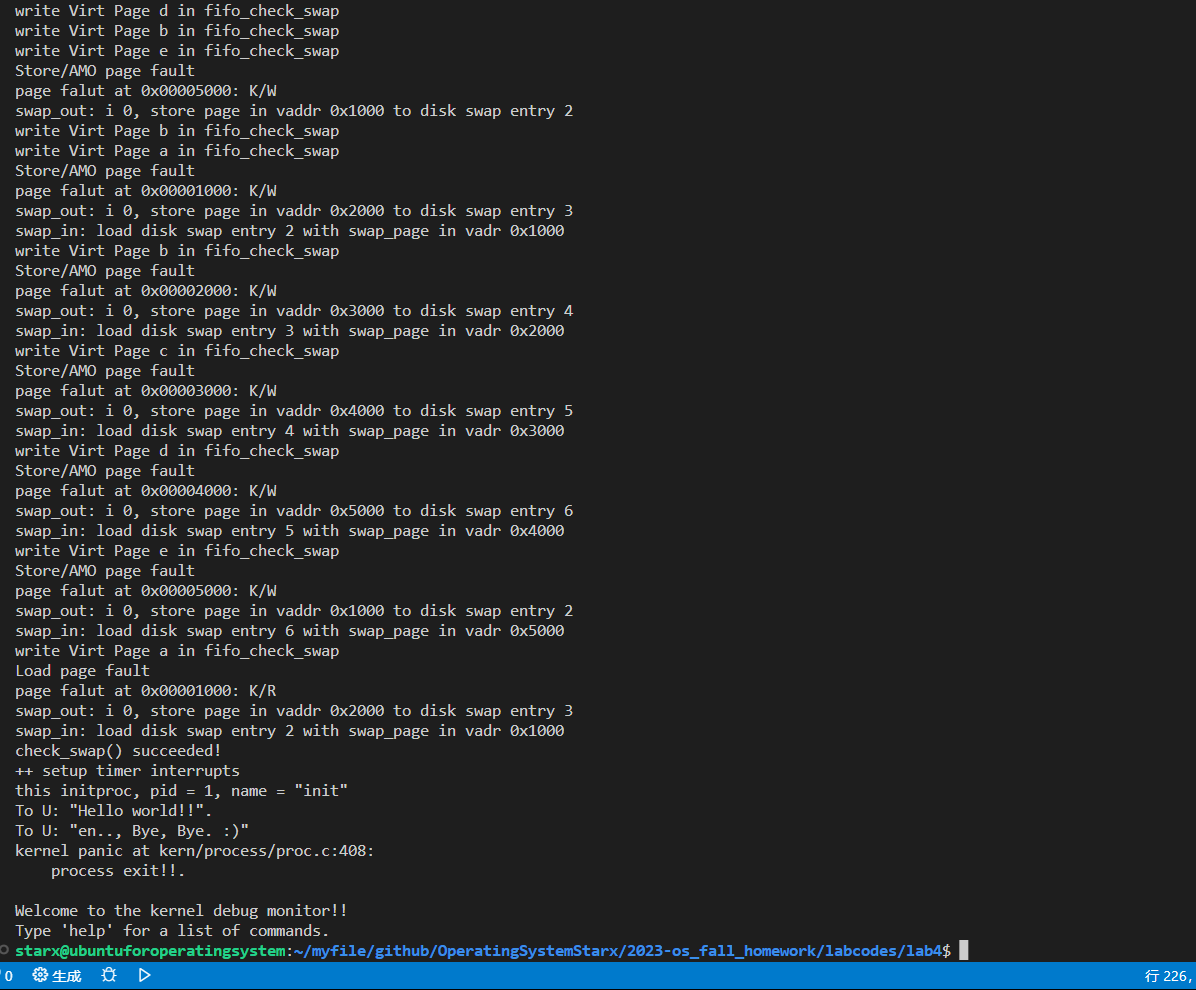 write Virt Page d in fifo_check_swap
write Virt Page b in fifo_check_swap
write Virt Page e in fifo_check_swap
Store/AMO page fault
page falut at 0x00005000: K/W
swap_out: i 0, store page in vaddr 0x1000 to disk swap entry 2
write Virt Page b in fifo_check_swap
write Virt Page a in fifo_check_swap
Store/AMO page fault
page falut at 0x00001000: K/W
swap_out: i 0, store page in vaddr 0x2000 to disk swap entry 3
swap_in: load disk swap entry 2 with swap_page in vadr 0x1000
write Virt Page b in fifo_check_swap
Store/AMO page fault
page falut at 0x00002000: K/W
swap_out: i 0, store page in vaddr 0x3000 to disk swap entry 4
swap_in: load disk swap entry 3 with swap_page in vadr 0x2000
write Virt Page c in fifo_check_swap
Store/AMO page fault
page falut at 0x00003000: K/W
swap_out: i 0, store page in vaddr 0x4000 to disk swap entry 5
swap_in: load disk swap entry 4 with swap_page in vadr 0x3000
write Virt Page d in fifo_check_swap
Store/AMO page fault
page falut at 0x00004000: K/W
swap_out: i 0, store page in vaddr 0x5000 to disk swap entry 6
swap_in: load disk swap entry 5 with swap_page in vadr 0x4000
write Virt Page e in fifo_check_swap
Store/AMO page fault
page falut at 0x00005000: K/W
swap_out: i 0, store page in vaddr 0x1000 to disk swap entry 2
swap_in: load disk swap entry 6 with swap_page in vadr 0x5000
write Virt Page a in fifo_check_swap
Load page fault
page falut at 0x00001000: K/R
swap_out: i 0, store page in vaddr 0x2000 to disk swap entry 3
swap_in: load disk swap entry 2 with swap_page in vadr 0x1000
check_swap() succeeded!
++ setup timer interrupts
this initproc, pid = 1, name = "init"
To U: "Hello world!!".
To U: "en.., Bye, Bye. :)"
kernel panic at kern/process/proc.c:408:
    process exit!!.
Welcome to the kernel debug monitor!!
Type 'help' for a list of commands.
starx@ubuntuforoperatingsystem:~/myfile/github/OperatingSystemStarx/2023-os_fall_homework/labcodes/lab4$
0 生成 行 226,